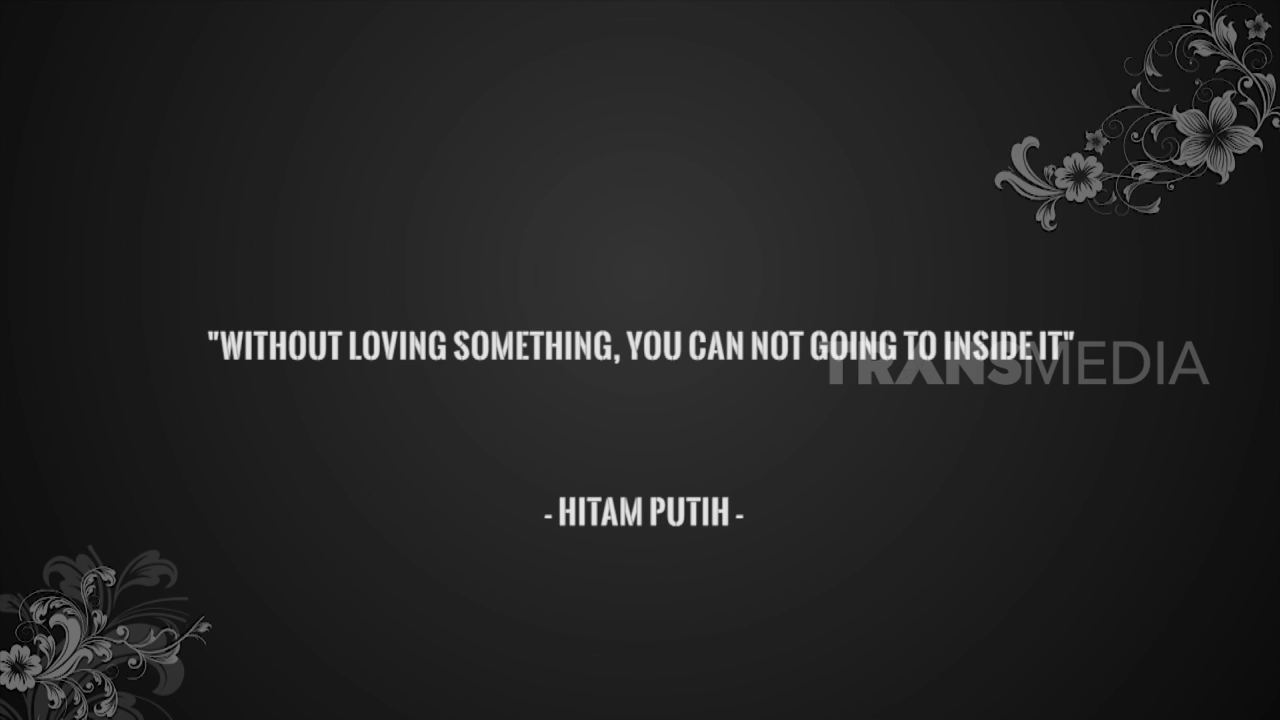 "WITHOUT LOVING SOMETHING, YOU CAN NOT GOING TO INSIDE IT"
TRANSMEDIA
- HITAM PUTIH -